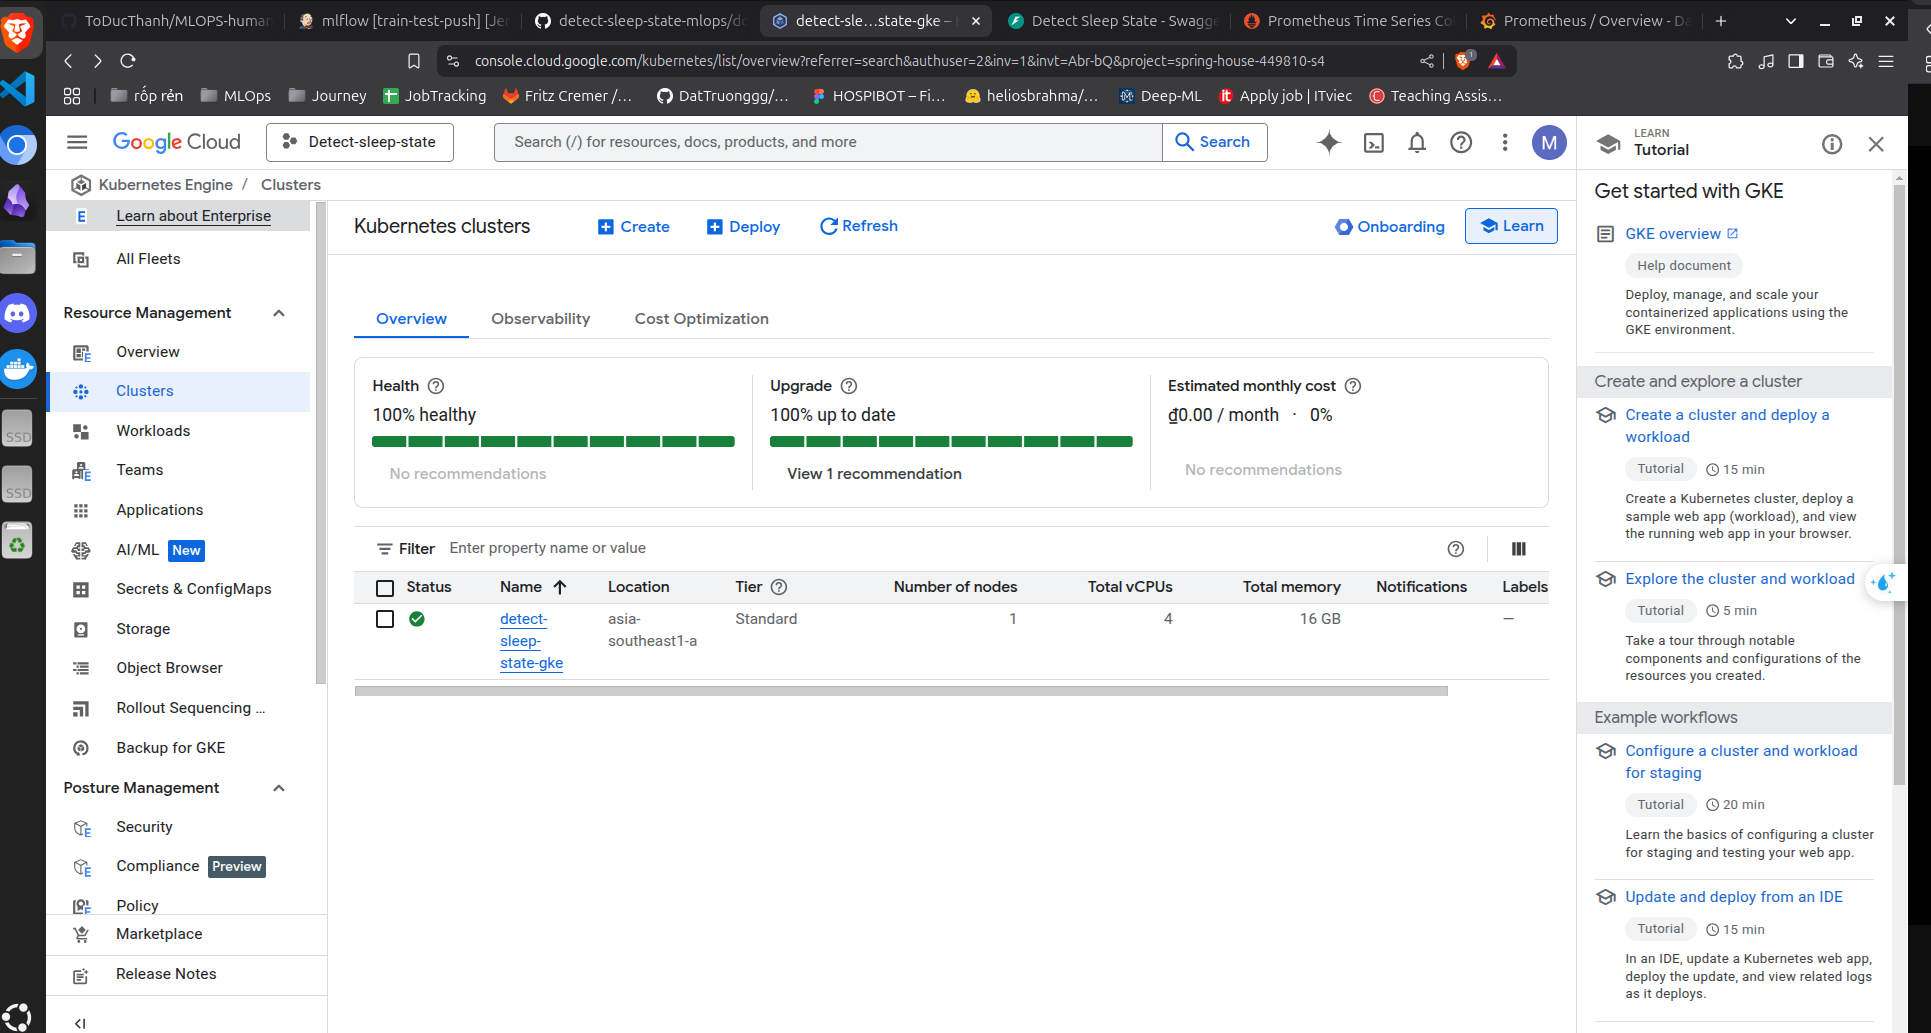 ToDucThanh/MLOPS-human
mlflow [train-test-push] [Jen
detect-sleep-state-mlops/do
detect-sle...state-gke –
Detect Sleep State - Swagge
Prometheus Time Series Co
Prometheus / Overview - Da
console.cloud.google.com/kubernetes/list/overview?referrer=search&authuser=2&inv=1&invt=Abr-bQ&project=spring-house-449810-s4
1
rốp rẻn
MLOps
Journey
JobTracking
Fritz Cremer /...
DatTruonggg/...
HOSPIBOT – Fi...
heliosbrahma/...
Deep-ML
Apply job | ITviec
Teaching Assis...
Google Cloud
Detect-sleep-state
Search (/) for resources, docs, products, and more
Search
M
LEARN
Tutorial
Kubernetes Engine / Clusters
E Learn about Enterprise
All Fleets
Resource Management
Overview
Clusters
Workloads
Teams
Applications
AI/ML New
Secrets & ConfigMaps
Storage
Object Browser
Rollout Sequencing ...
Backup for GKE
Posture Management
Security
Compliance Preview
Policy
Marketplace
Release Notes
SSD
SSD
Kubernetes clusters
Create
Deploy
Refresh
Onboarding
Learn
Overview
Observability
Cost Optimization
Health
100% healthy
No recommendations
Upgrade
100% up to date
View 1 recommendation
Estimated monthly cost
₫0.00 / month · 0%
No recommendations
Filter Enter property name or value
Status Name Location Tier Number of nodes Total vCPUs Total memory Notifications Labels
detect- asia- Standard 1 4 16 GB –
sleep- southeast1-a
state-gke
Get started with GKE
GKE overview
Help document
Deploy, manage, and scale your
containerized applications using the
GKE environment.
Create and explore a cluster
Create a cluster and deploy a
workload
Tutorial 15 min
Create a Kubernetes cluster, deploy a
sample web app (workload), and view
the running web app in your browser.
Explore the cluster and workload
Tutorial 5 min
Take a tour through notable
components and configurations of the
resources you created.
Example workflows
Configure a cluster and workload
for staging
Tutorial 20 min
Learn the basics of configuring a cluster
for staging and testing your web app.
Update and deploy from an IDE
Tutorial 15 min
In an IDE, update a Kubernetes web app,
deploy the update, and view related logs
as it deploys.